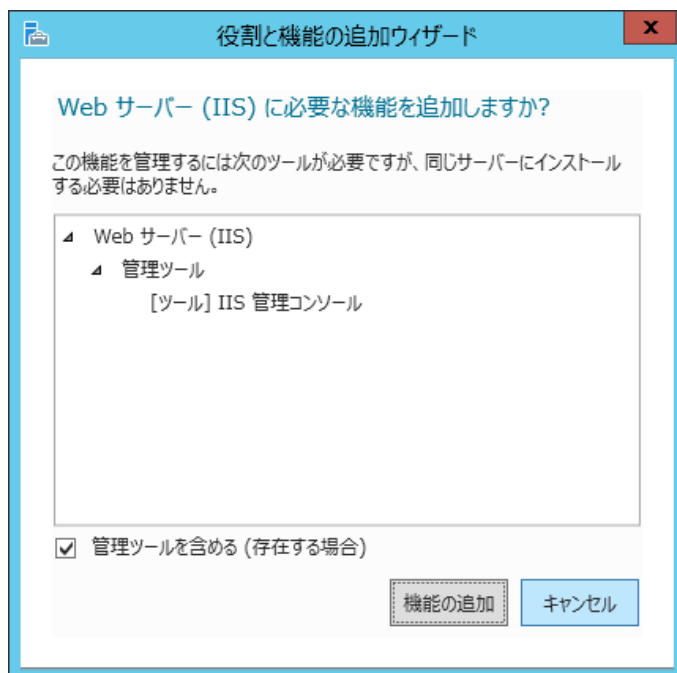 役割と機能の追加ウィザード
x
Web サーバー (IIS) に必要な機能を追加しますか?
この機能を管理するには次のツールが必要ですが、同じサーバーにインストール
する必要はありません。
Web サーバー (IIS)
管理ツール
[ツール] IIS 管理コンソール
管理ツールを含める (存在する場合)
機能の追加
キャンセル